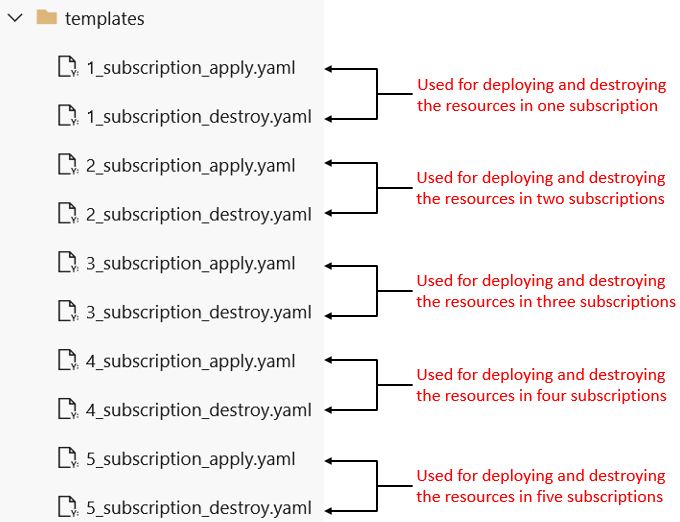 templates
1_subscription_apply.yaml
1_subscription_destroy.yaml
Used for deploying and destroying
the resources in one subscription
2_subscription_apply.yaml
2_subscription_destroy.yaml
Used for deploying and destroying
the resources in two subscriptions
3_subscription_apply.yaml
3_subscription_destroy.yaml
Used for deploying and destroying
the resources in three subscriptions
4_subscription_apply.yaml
4_subscription_destroy.yaml
Used for deploying and destroying
the resources in four subscriptions
5_subscription_apply.yaml
5_subscription_destroy.yaml
Used for deploying and destroying
the resources in five subscriptions